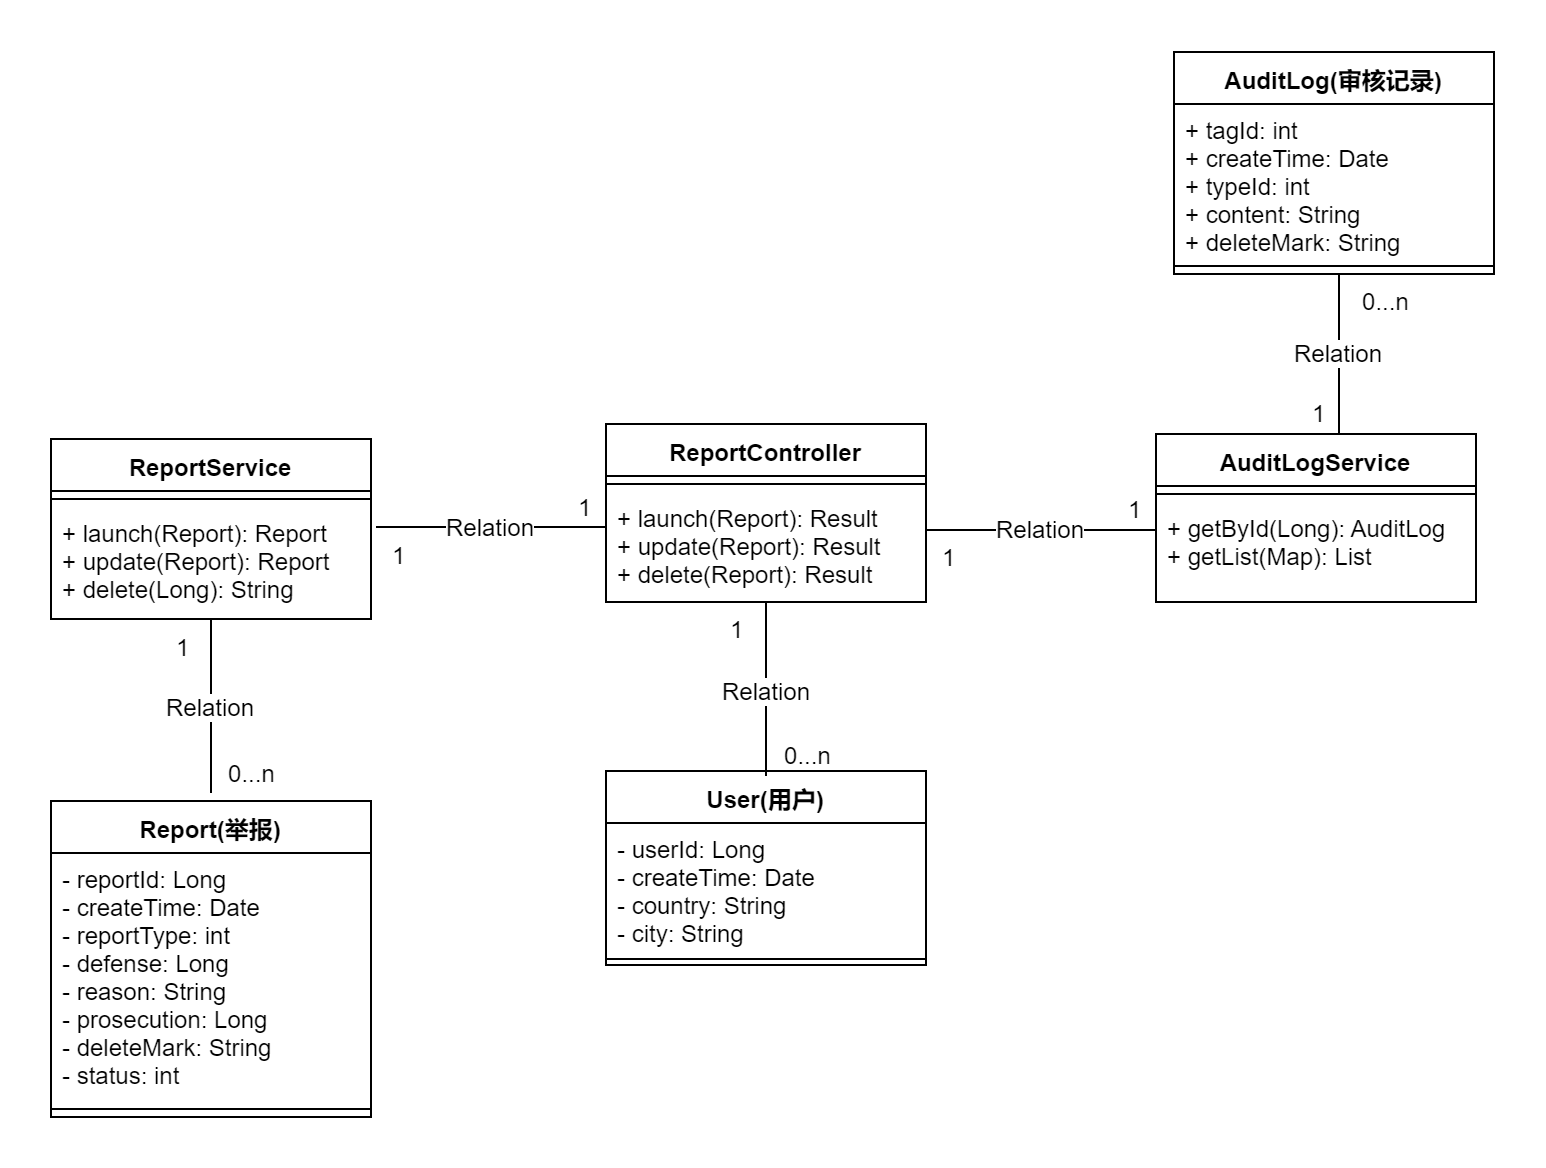 AuditLog(审核记录)
+ tagId: int
+ createTime: Date
+ typeId: int
+ content: String
+ deleteMark: String
0...n
Relation
1
ReportService
+ launch(Report): Report
+ update(Report): Report
+ delete(Long): String
1
Relation
1
ReportController
+ launch(Report): Result
+ update(Report): Result
+ delete(Report): Result
1
Relation
1
AuditLogService
+ getById(Long): AuditLog
+ getList(Map): List
1
Relation
0...n
Report(举报)
- reportId: Long
- createTime: Date
- reportType: int
- defense: Long
- reason: String
- prosecution: Long
- deleteMark: String
- status: int
1
Relation
0...n
User(用户)
- userId: Long
- createTime: Date
- country: String
- city: String